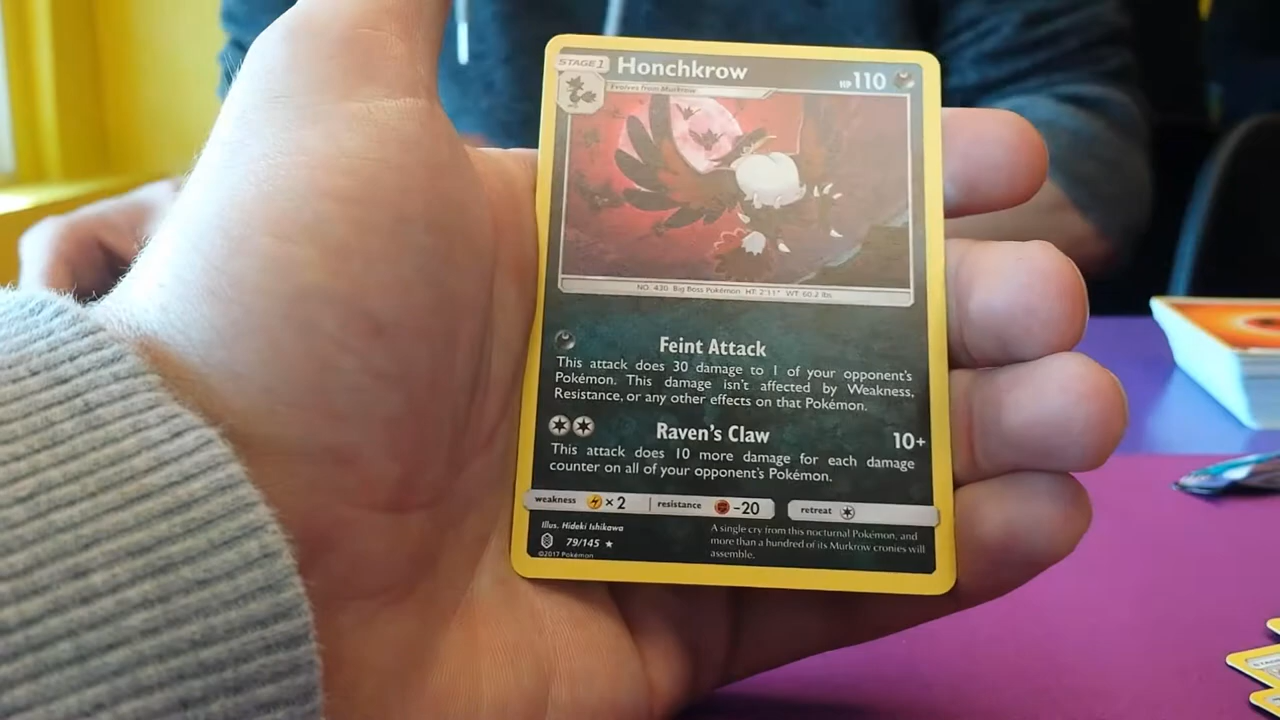 STAGE 1 Honchkrow HP 110
Evolves from Murkrow
NO. 430 Big Boss Pokémon HT: 2'11" WT: 60.2 lbs
Feint Attack
This attack does 30 damage to 1 of your opponent's
Pokémon. This damage isn't affected by Weakness,
Resistance, or any other effects on that Pokémon.
Raven's Claw 10+
This attack does 10 more damage for each damage
counter on all of your opponent's Pokémon.
weakness ×2 resistance -20 retreat
Illus. Hideki Ishikawa
79/145 ★
©2017 Pokémon
A single cry from this nocturnal Pokémon, and
more than a hundred of its Murkrow cronies will
assemble.